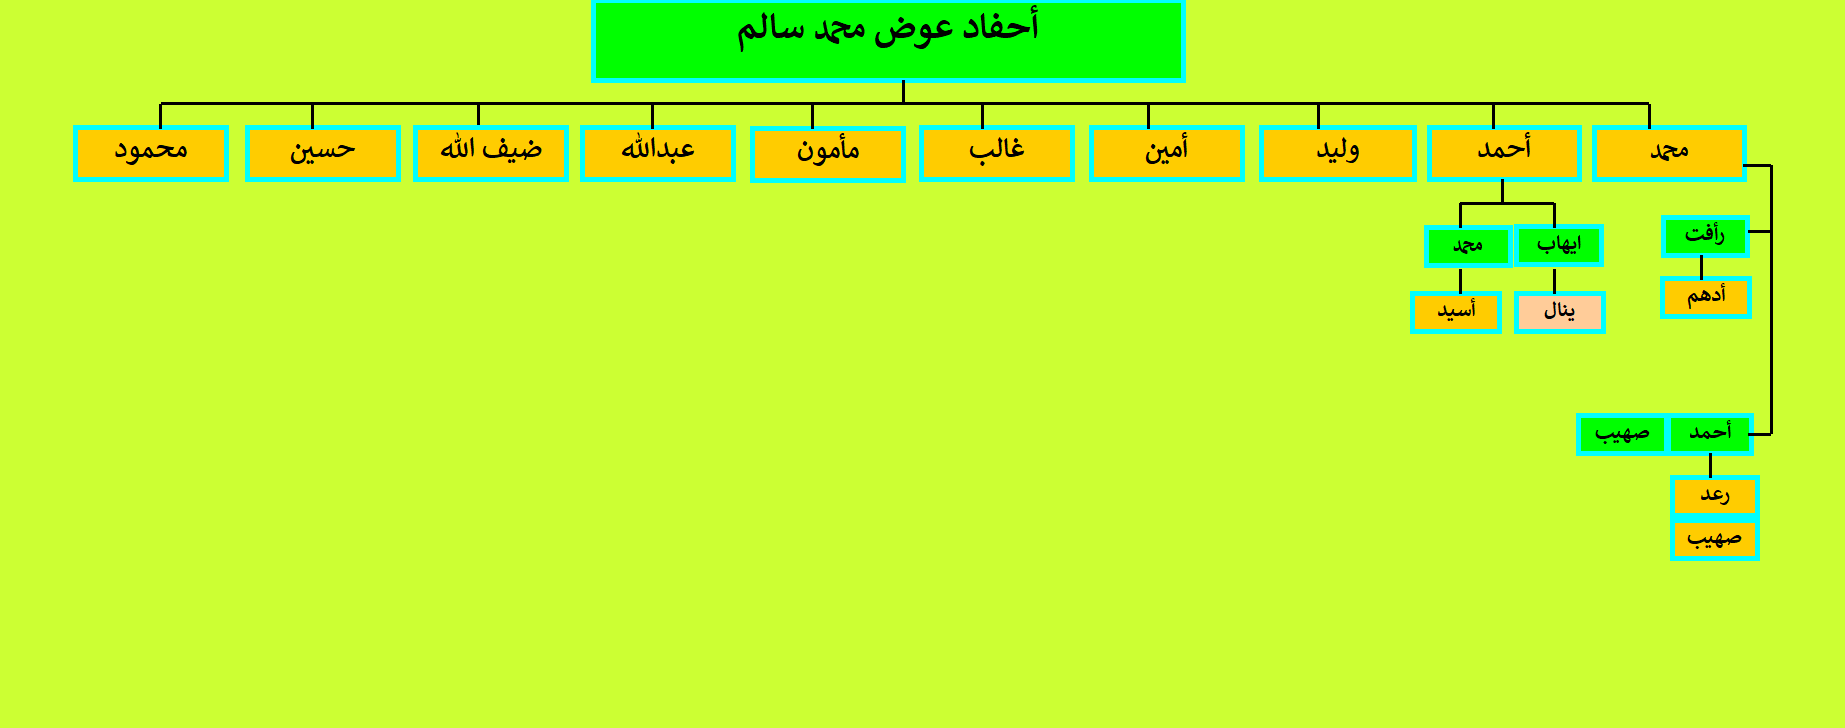 أحفاد عوض محمد سالم
محمد
أحمد
وليد
أمين
غالب
مأمون
عبدالله
ضيف الله
حسين
محمود
رأفت
ايهاب
محمد
أدهم
ينال
أسيد
أحمد
صهيب
رعد
صهيب